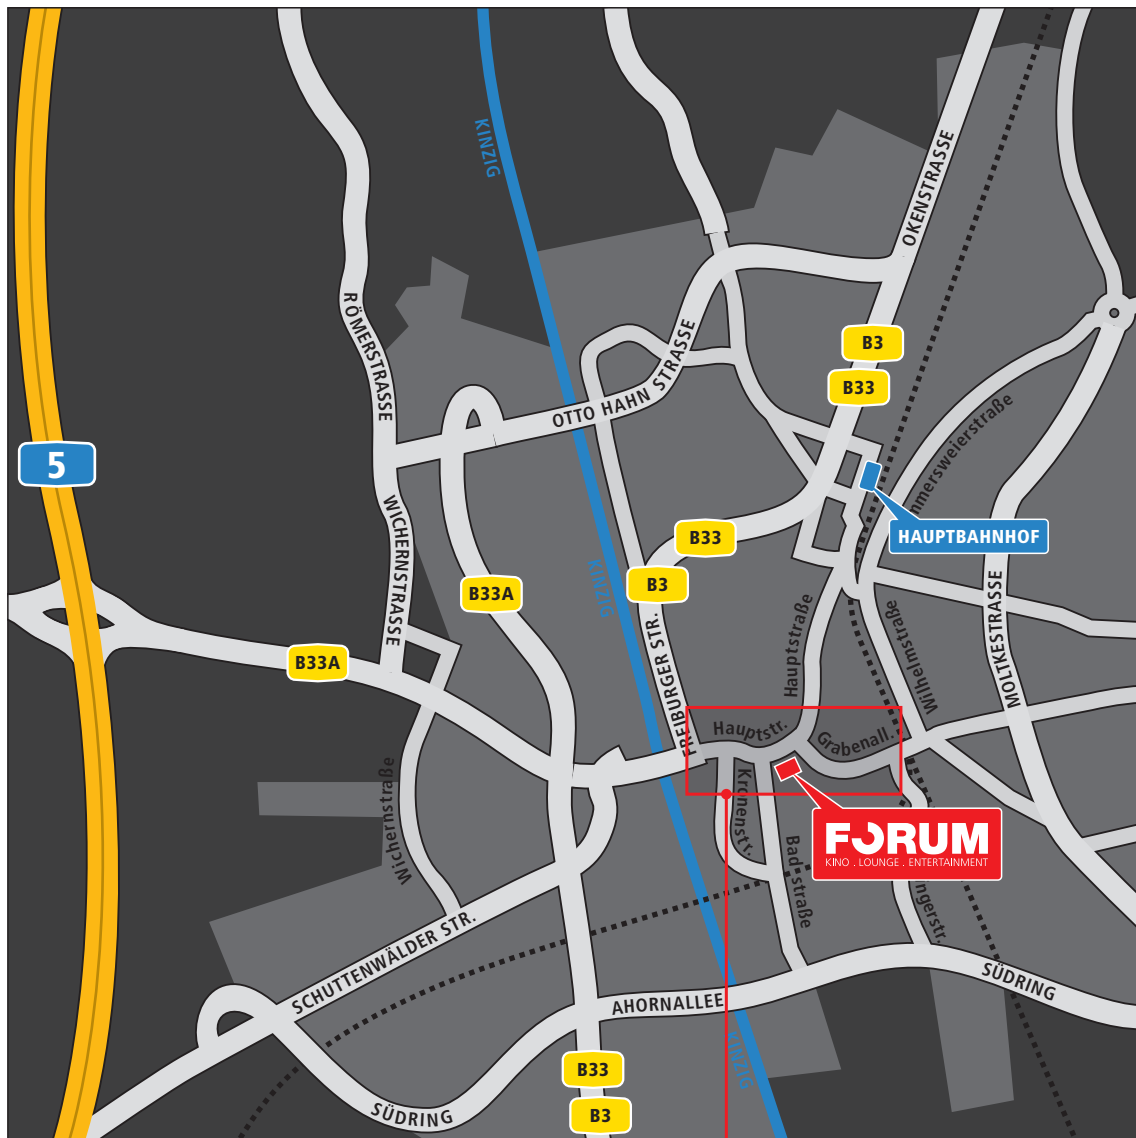 KINZIG
OKENSTRASSE
RÖMERSTRASSE
OTTO HAHN STRASSE
B3
B33
5
WICHERNSTRASSE
HAUPTBAHNHOF
B33
B3
KINZIG
B33A
B33A
FREIBURGER STR.
Hauptstraße
Wilhelmstraße
MOLTKESTRASSE
Hauptstr.
Grabenall.
Kronenstr.
Wichernstraße
Badstraße
FORUM
KINO . LOUNGE . ENTERTAINMENT
SCHUTTENWÄLDER STR.
AHORNALLEE
SÜDRING
KINZIG
B33
B3
SÜDRING